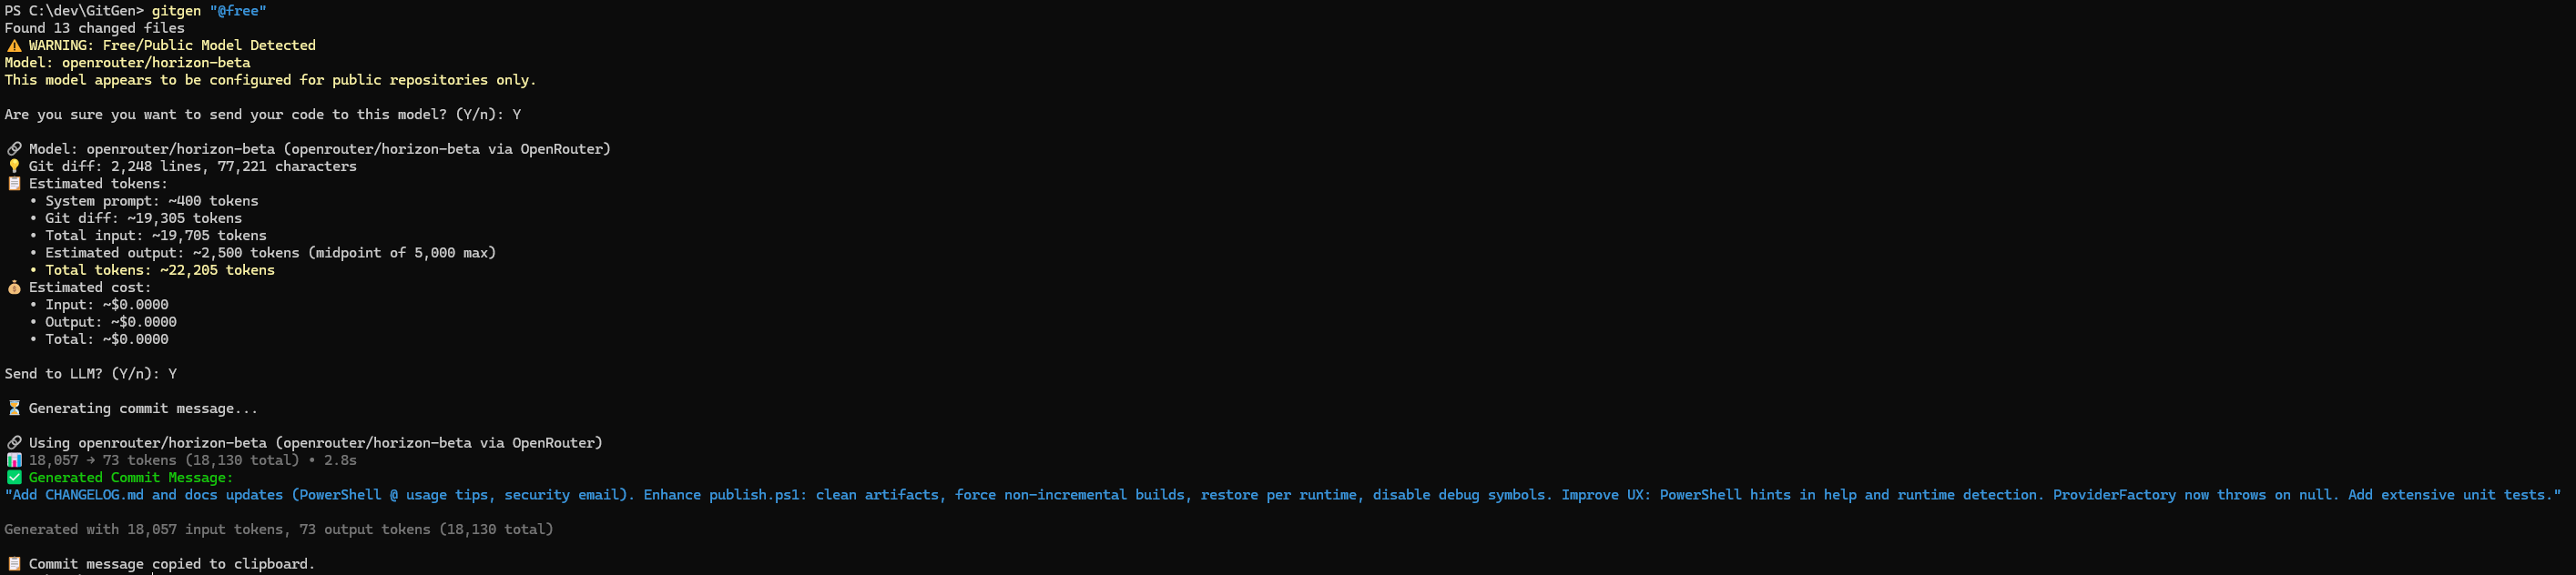 PS C:\dev\GitGen> gitgen "@free"
Found 13 changed files
⚠️ WARNING: Free/Public Model Detected
Model: openrouter/horizon-beta
This model appears to be configured for public repositories only.
Are you sure you want to send your code to this model? (Y/n): Y
🔗 Model: openrouter/horizon-beta (openrouter/horizon-beta via OpenRouter)
💡 Git diff: 2,248 lines, 77,221 characters
📋 Estimated tokens:
• System prompt: ~400 tokens
• Git diff: ~19,305 tokens
• Total input: ~19,705 tokens
• Estimated output: ~2,500 tokens (midpoint of 5,000 max)
• Total tokens: ~22,205 tokens
💰 Estimated cost:
• Input: ~$0.0000
• Output: ~$0.0000
• Total: ~$0.0000
Send to LLM? (Y/n): Y
⏳ Generating commit message...
🔗 Using openrouter/horizon-beta (openrouter/horizon-beta via OpenRouter)
📊 18,057 → 73 tokens (18,130 total) • 2.8s
✅ Generated Commit Message:
"Add CHANGELOG.md and docs updates (PowerShell @ usage tips, security email). Enhance publish.ps1: clean artifacts, force non-incremental builds, restore per runtime, disable debug symbols. Improve UX: PowerShell hints in help and runtime detection. ProviderFactory now throws on null. Add extensive unit tests."
Generated with 18,057 input tokens, 73 output tokens (18,130 total)
📋 Commit message copied to clipboard.